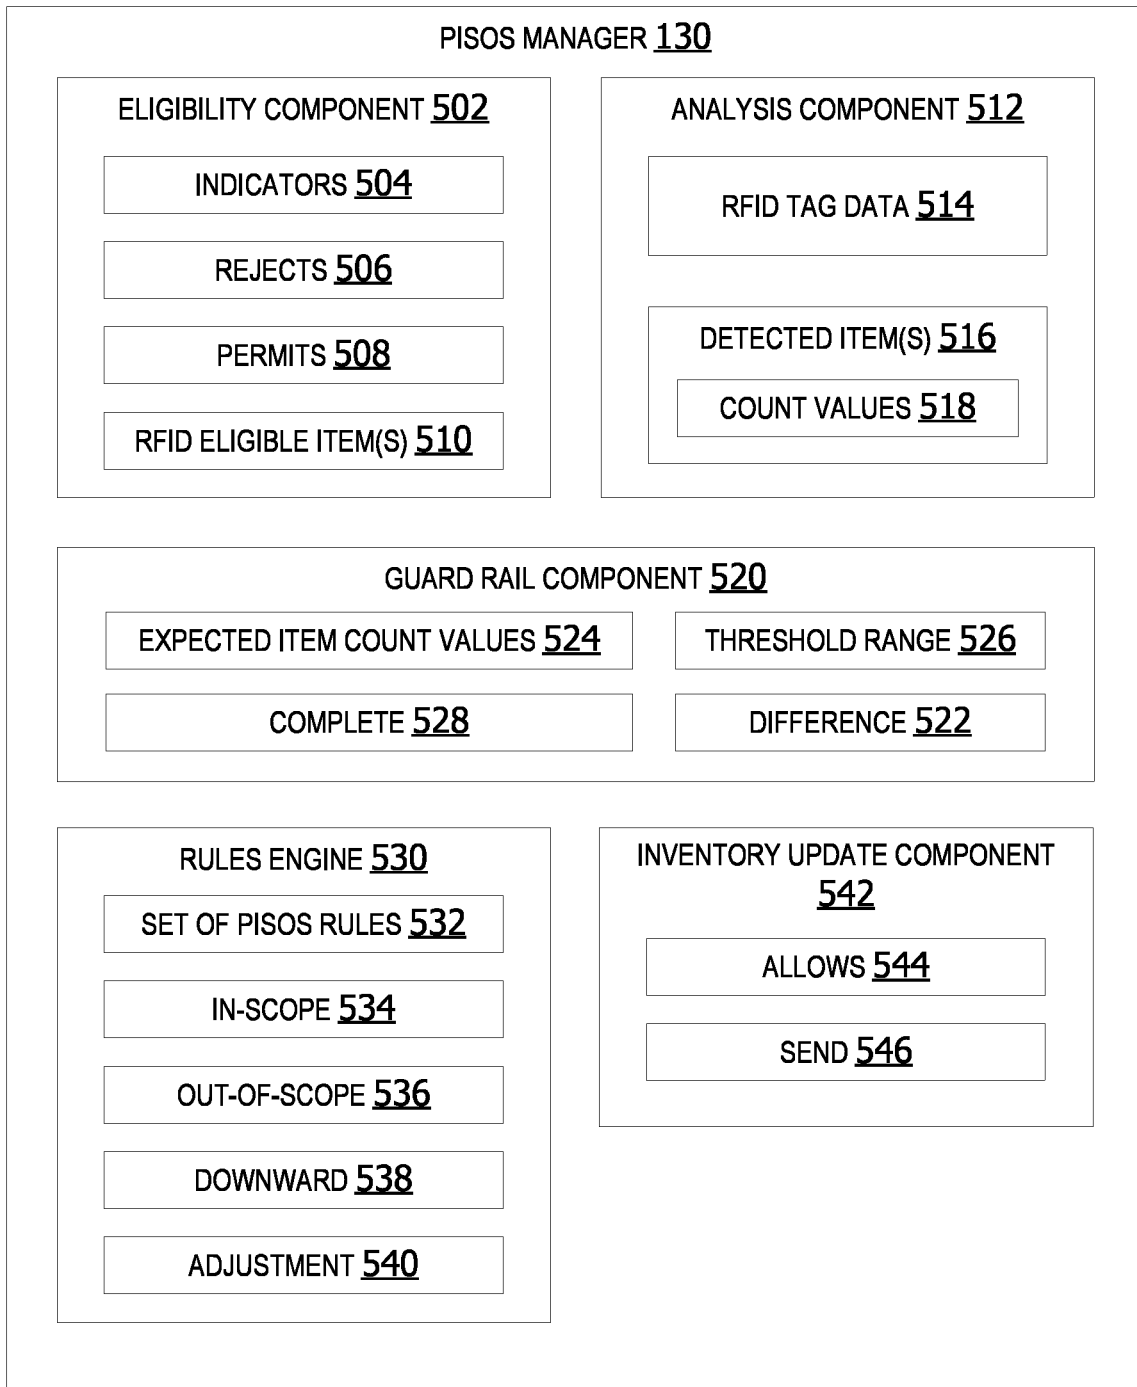 PISOS MANAGER 130
ELIGIBILITY COMPONENT 502
INDICATORS 504
REJECTS 506
PERMITS 508
RFID ELIGIBLE ITEM(S) 510
ANALYSIS COMPONENT 512
RFID TAG DATA 514
DETECTED ITEM(S) 516
COUNT VALUES 518
GUARD RAIL COMPONENT 520
EXPECTED ITEM COUNT VALUES 524
THRESHOLD RANGE 526
COMPLETE 528
DIFFERENCE 522
RULES ENGINE 530
SET OF PISOS RULES 532
IN-SCOPE 534
OUT-OF-SCOPE 536
DOWNWARD 538
ADJUSTMENT 540
INVENTORY UPDATE COMPONENT
542
ALLOWS 544
SEND 546